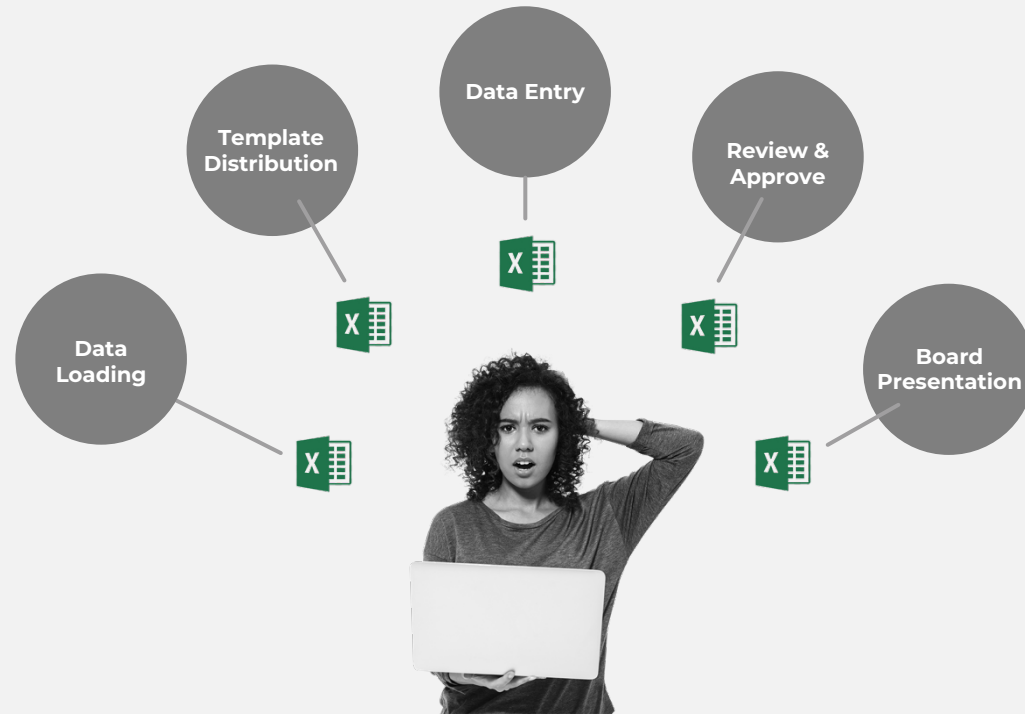 Data Entry
Template
Distribution
Review &
Approve
Data
Loading
Board
Presentation
X
X
X
X
X